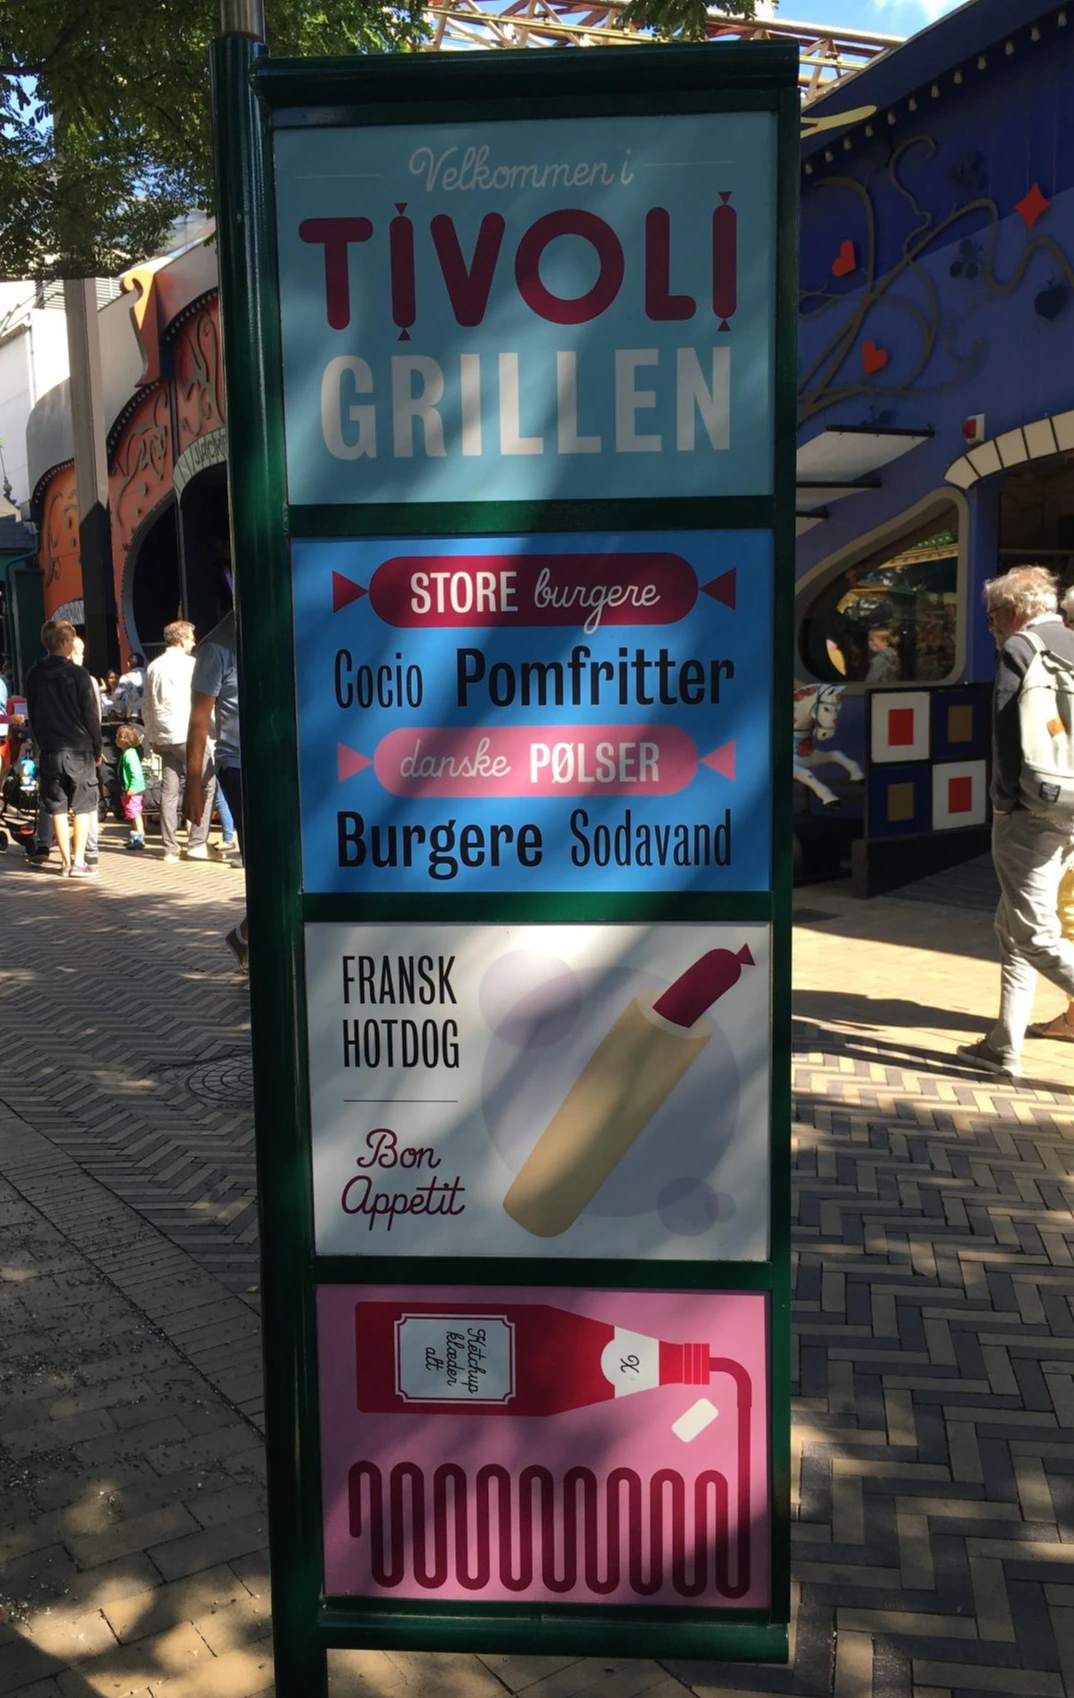 Velkommen i
TIVOLI
GRILLEN
STORE burgere
Cocio Pomfritter
danske PØLSER
Burgere Sodavand
FRANSK
HOTDOG
Bon
Appetit
Ketchup
klæder
alt
K